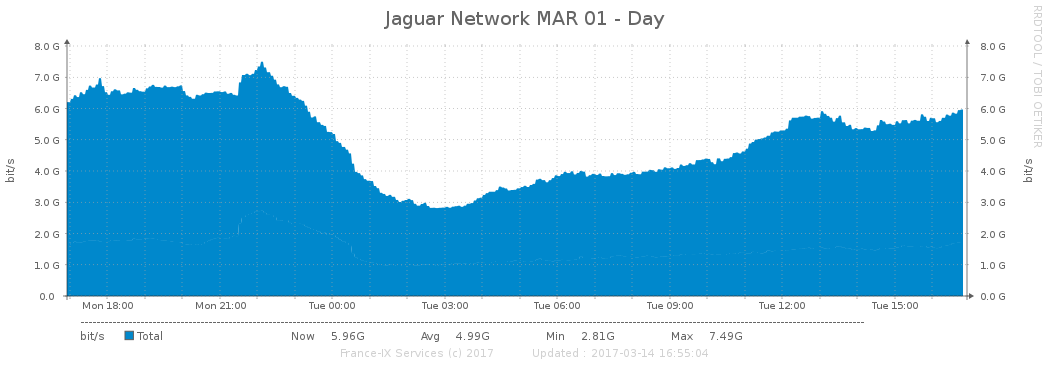 Jaguar Network MAR 01 - Day
RRDTOOL / TOBI OETIKER
8.0 G 8.0 G
7.0 G 7.0 G
6.0 G 6.0 G
5.0 G 5.0 G
4.0 G 4.0 G
3.0 G 3.0 G
2.0 G 2.0 G
1.0 G 1.0 G
0.0 0.0 G
bit/s bit/s
Mon 18:00 Mon 21:00 Tue 00:00 Tue 03:00 Tue 06:00 Tue 09:00 Tue 12:00 Tue 15:00
bit/s Total Now 5.96G Avg 4.99G Min 2.81G Max 7.49G
France-IX Services (c) 2017 Updated : 2017-03-14 16:55:04